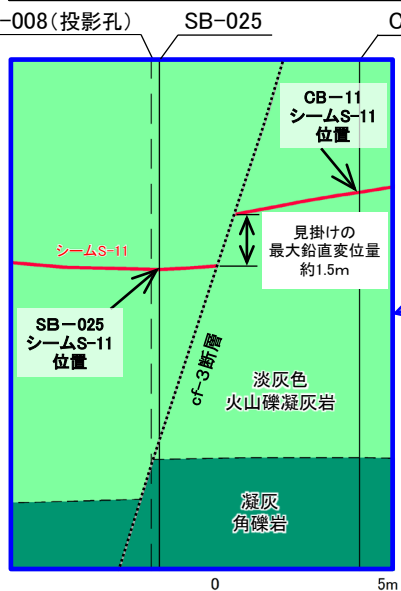 -008(投影孔)
SB-025
C
CB-11
シームS-11
位置
見掛けの
最大鉛直変位量
約1.5m
シームS-11
SB-025
シームS-11
位置
cf-3断層
淡灰色
火山礫凝灰岩
凝灰
角礫岩
0
5m